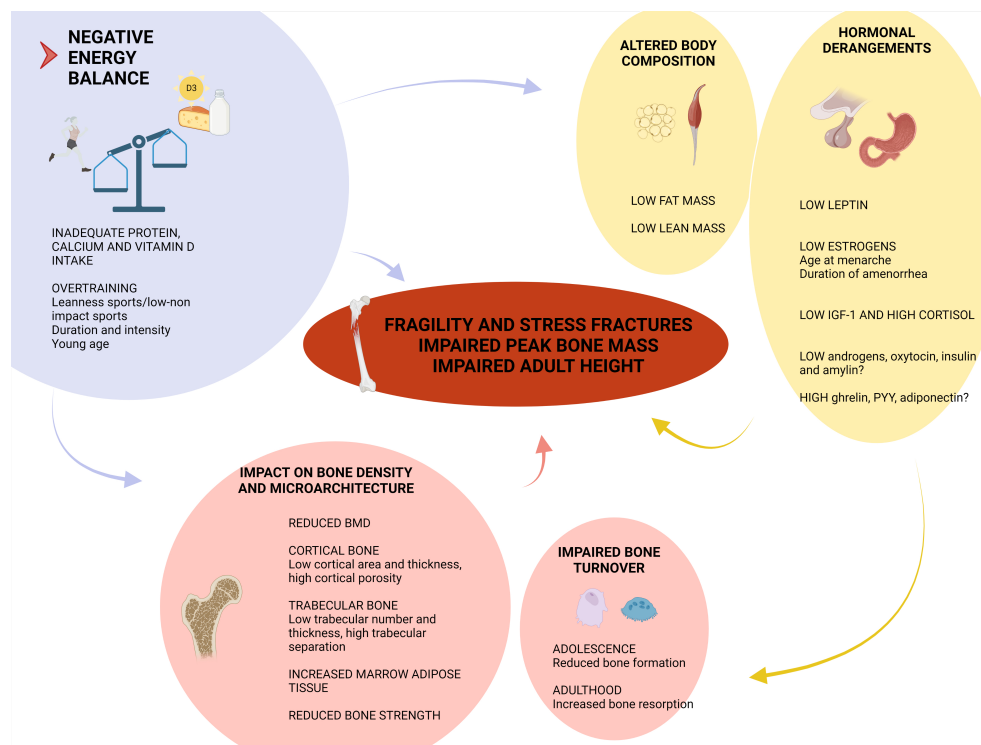 NEGATIVE
ENERGY
BALANCE
D3
INADEQUATE PROTEIN,
CALCIUM AND VITAMIN D
INTAKE
OVERTRAINING
Leanness sports/low-non
impact sports
Duration and intensity
Young age
ALTERED BODY
COMPOSITION
LOW FAT MASS
LOW LEAN MASS
HORMONAL
DERANGEMENTS
LOW LEPTIN
LOW ESTROGENS
Age at menarche
Duration of amenorrhea
LOW IGF-1 AND HIGH CORTISOL
LOW androgens, oxytocin, insulin
and amylin?
HIGH ghrelin, PYY, adiponectin?
FRAGILITY AND STRESS FRACTURES
IMPAIRED PEAK BONE MASS
IMPAIRED ADULT HEIGHT
IMPACT ON BONE DENSITY
AND MICROARCHITECTURE
REDUCED BMD
CORTICAL BONE
Low cortical area and thickness,
high cortical porosity
TRABECULAR BONE
Low trabecular number and
thickness, high trabecular
separation
INCREASED MARROW ADIPOSE
TISSUE
REDUCED BONE STRENGTH
IMPAIRED BONE
TURNOVER
ADOLESCENCE
Reduced bone formation
ADULTHOOD
Increased bone resorption